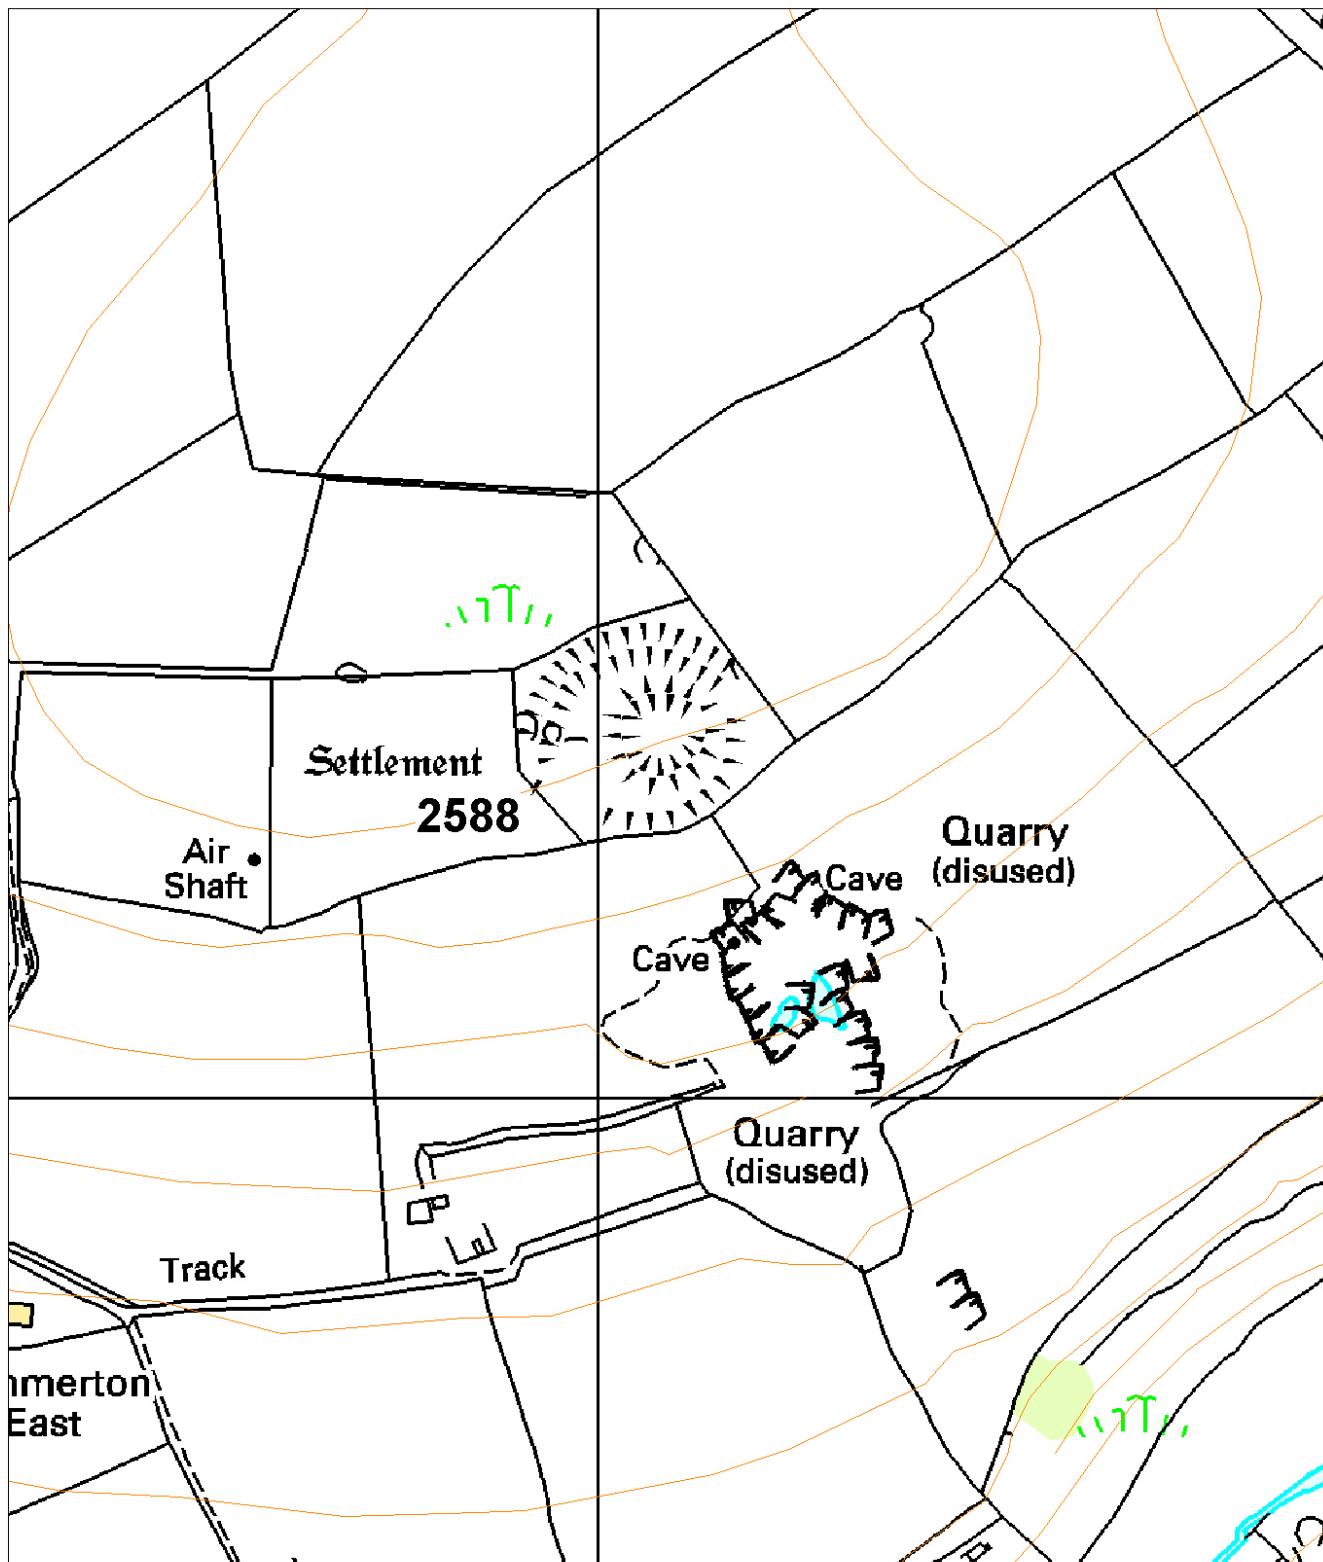 Settlement
2588
Quarry
(disused)
Air
Shaft
Cave
Cave
Quarry
(disused)
Track
East